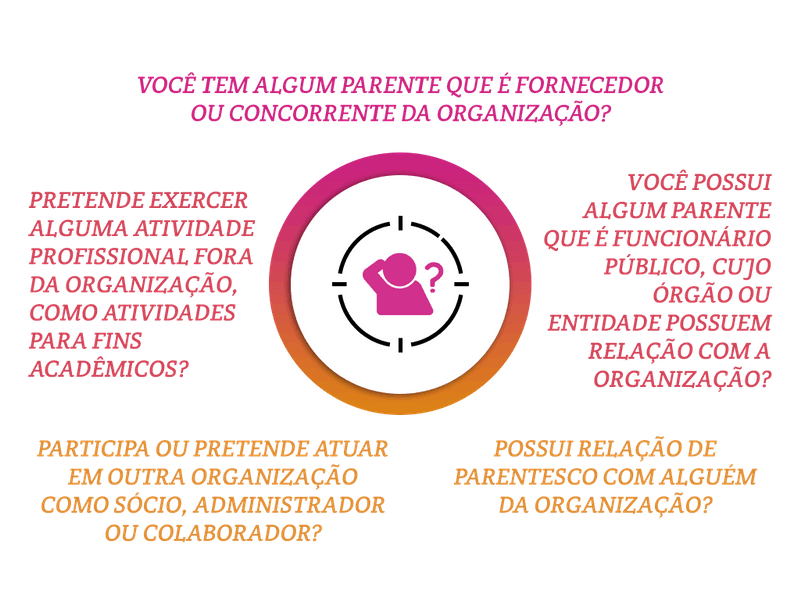 VOCÊ TEM ALGUM PARENTE QUE É FORNECEDOR
OU CONCORRENTE DA ORGANIZAÇÃO?
PRETENDE EXERCER
ALGUMA ATIVIDADE
PROFISSIONAL FORA
DA ORGANIZAÇÃO,
COMO ATIVIDADES
PARA FINS
ACADÊMICOS?
VOCÊ POSSUI
ALGUM PARENTE
QUE É FUNCIONÁRIO
PÚBLICO, CUJO
ÓRGÃO OU
ENTIDADE POSSUEM
RELAÇÃO COM A
ORGANIZAÇÃO?
?
PARTICIPA OU PRETENDE ATUAR
EM OUTRA ORGANIZAÇÃO
COMO SÓCIO, ADMINISTRADOR
OU COLABORADOR?
POSSUI RELAÇÃO DE
PARENTESCO COM ALGUÉM
DA ORGANIZAÇÃO?